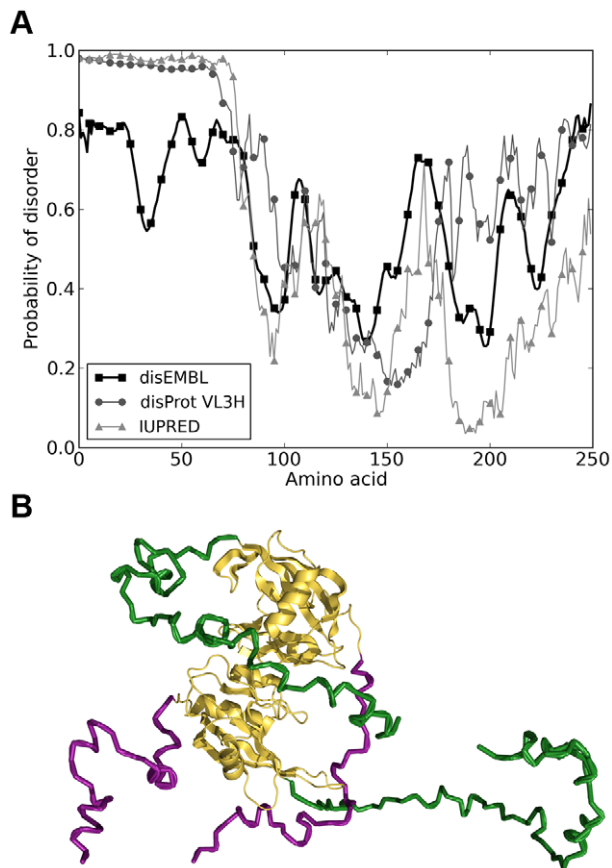 A
1.0
0.8
0.6
0.4
0.2
0.0
Probability of disorder
disEMBL
disProt VL3H
IUPRED
0 50 100 150 200 250
Amino acid
B